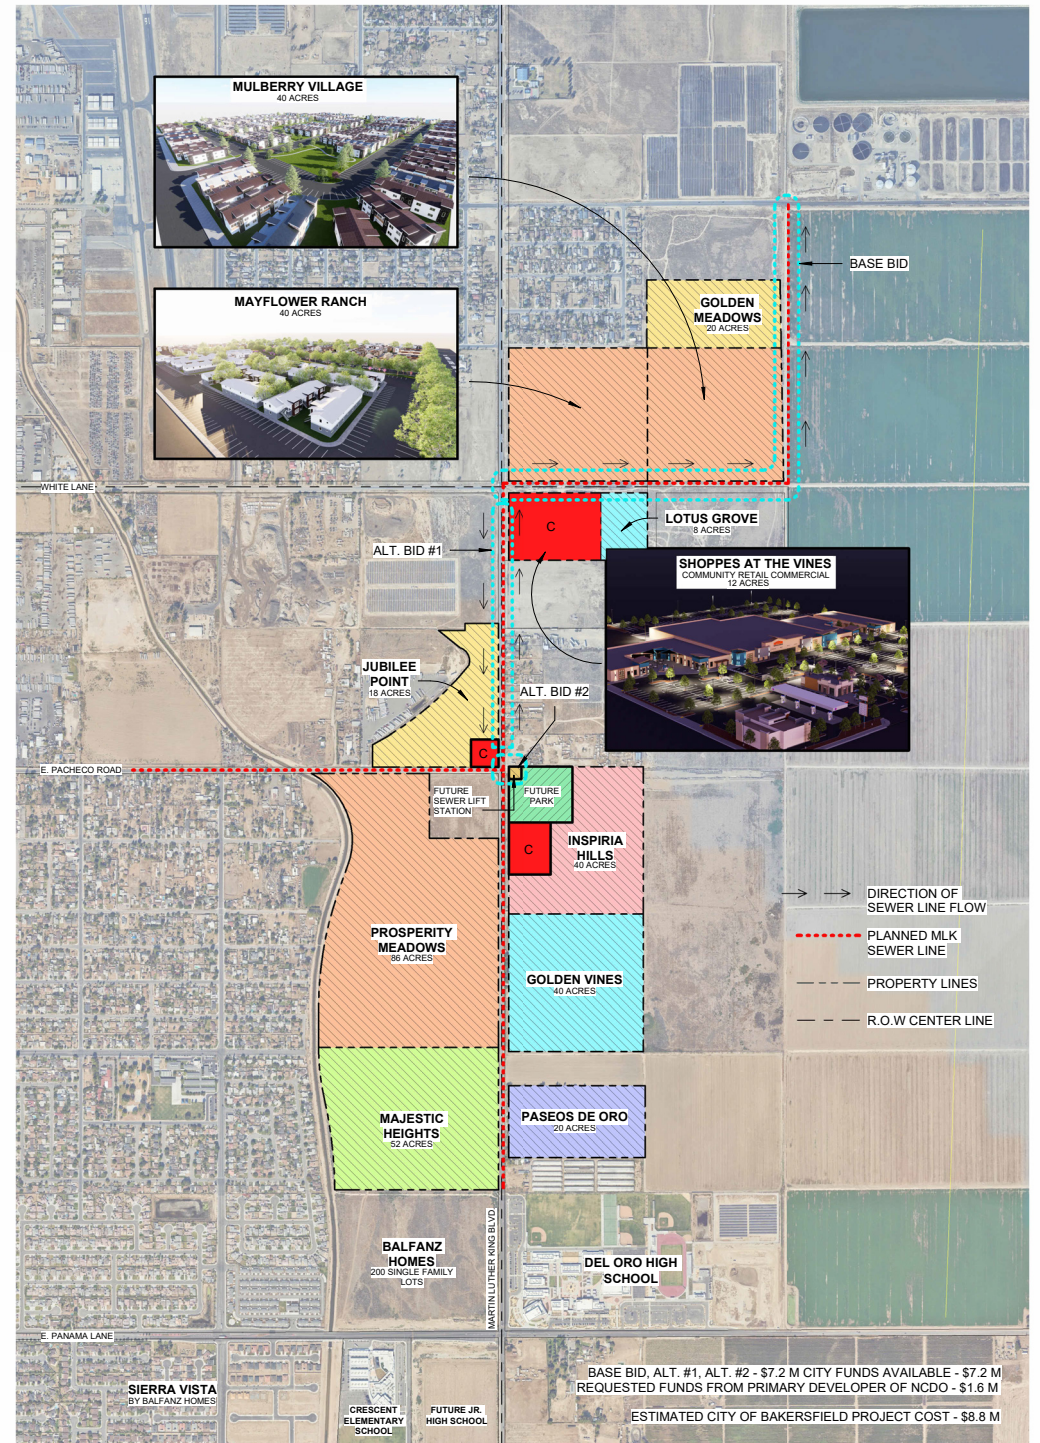 MULBERRY VILLAGE
40 ACRES
BASE BID
MAYFLOWER RANCH
40 ACRES
GOLDEN
MEADOWS
20 ACRES
WHITE LANE
C
LOTUS GROVE
8 ACRES
ALT. BID #1
SHOPPES AT THE VINES
COMMUNITY RETAIL COMMERCIAL
12 ACRES
JUBILEE
POINT
18 ACRES
ALT. BID #2
C
E. PACHECO ROAD
FUTURE
SEWER LIFT
STATION
FUTURE
PARK
C
INSPIRIA
HILLS
40 ACRES
DIRECTION OF
SEWER LINE FLOW
PLANNED MLK
SEWER LINE
PROPERTY LINES
R.O.W CENTER LINE
PROSPERITY
MEADOWS
86 ACRES
GOLDEN VINES
40 ACRES
MAJESTIC
HEIGHTS
52 ACRES
PASEOS DE ORO
20 ACRES
MARTIN LUTHER KING BLVD.
BALFANZ
HOMES
200 SINGLE FAMILY
LOTS
DEL ORO HIGH
SCHOOL
E. PANAMA LANE
SIERRA VISTA
BY BALFANZ HOMES
CRESCENT
ELEMENTARY
SCHOOL
FUTURE JR.
HIGH SCHOOL
BASE BID, ALT. #1, ALT. #2 - $7.2 M CITY FUNDS AVAILABLE - $7.2 M
REQUESTED FUNDS FROM PRIMARY DEVELOPER OF NCDO - $1.6 M
ESTIMATED CITY OF BAKERSFIELD PROJECT COST - $8.8 M